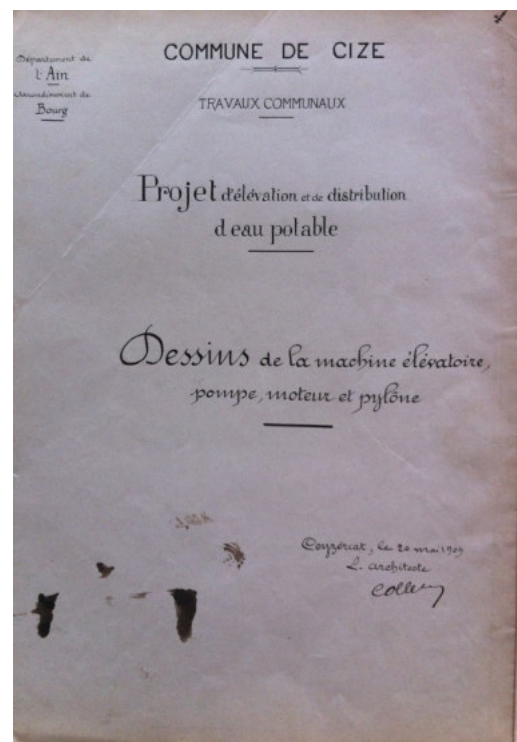 Département de
l'Ain
Arrondissement de
Bourg
COMMUNE DE CIZE
TRAVAUX COMMUNAUX
Projet d'élévation et de distribution
d'eau potable
Dessins de la machine élévatoire,
pompe, moteur et pylône
Ceyzériat, le 20 mai 1909
L'architecte